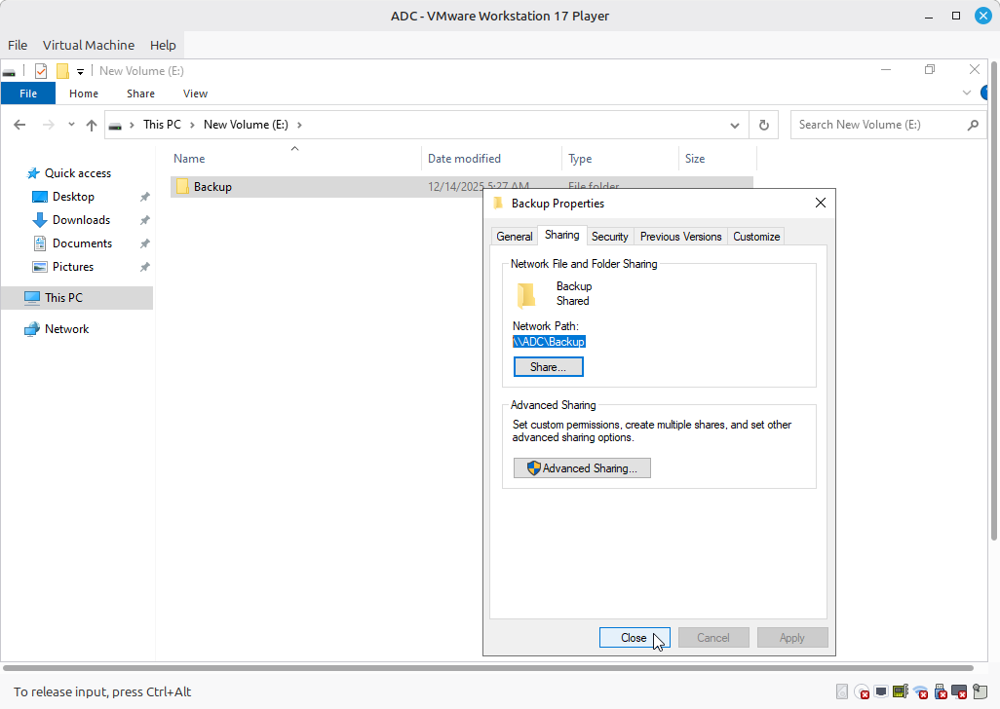 ADC - VMware Workstation 17 Player
File Virtual Machine Help
New Volume (E:)
File Home Share View
This PC New Volume (E:)
Search New Volume (E:)
Name Date modified Type Size
Quick access
Desktop
Downloads
Documents
Pictures
This PC
Network
Backup 12/14/2025 5:27 AM File folder
Backup Properties
General Sharing Security Previous Versions Customize
Network File and Folder Sharing
Backup
Shared
Network Path:
\\ADC\Backup
Share...
Advanced Sharing
Set custom permissions, create multiple shares, and set other
advanced sharing options.
Advanced Sharing...
Close Cancel Apply
To release input, press Ctrl+Alt